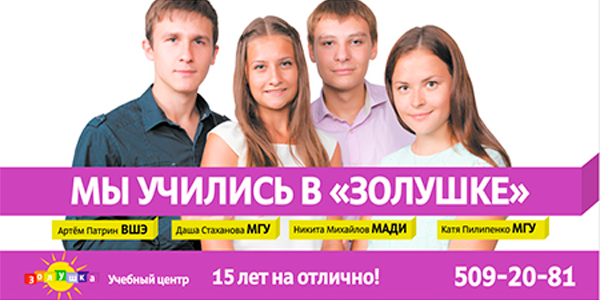 МЫ УЧИЛИСЬ В «ЗОЛУШКЕ»
Артём Патрин ВШЭ
Даша Стаханова МГУ
Никита Михайлов МАДИ
Катя Пилипенко МГУ
золушка
Учебный центр
15 лет на отлично!
509-20-81